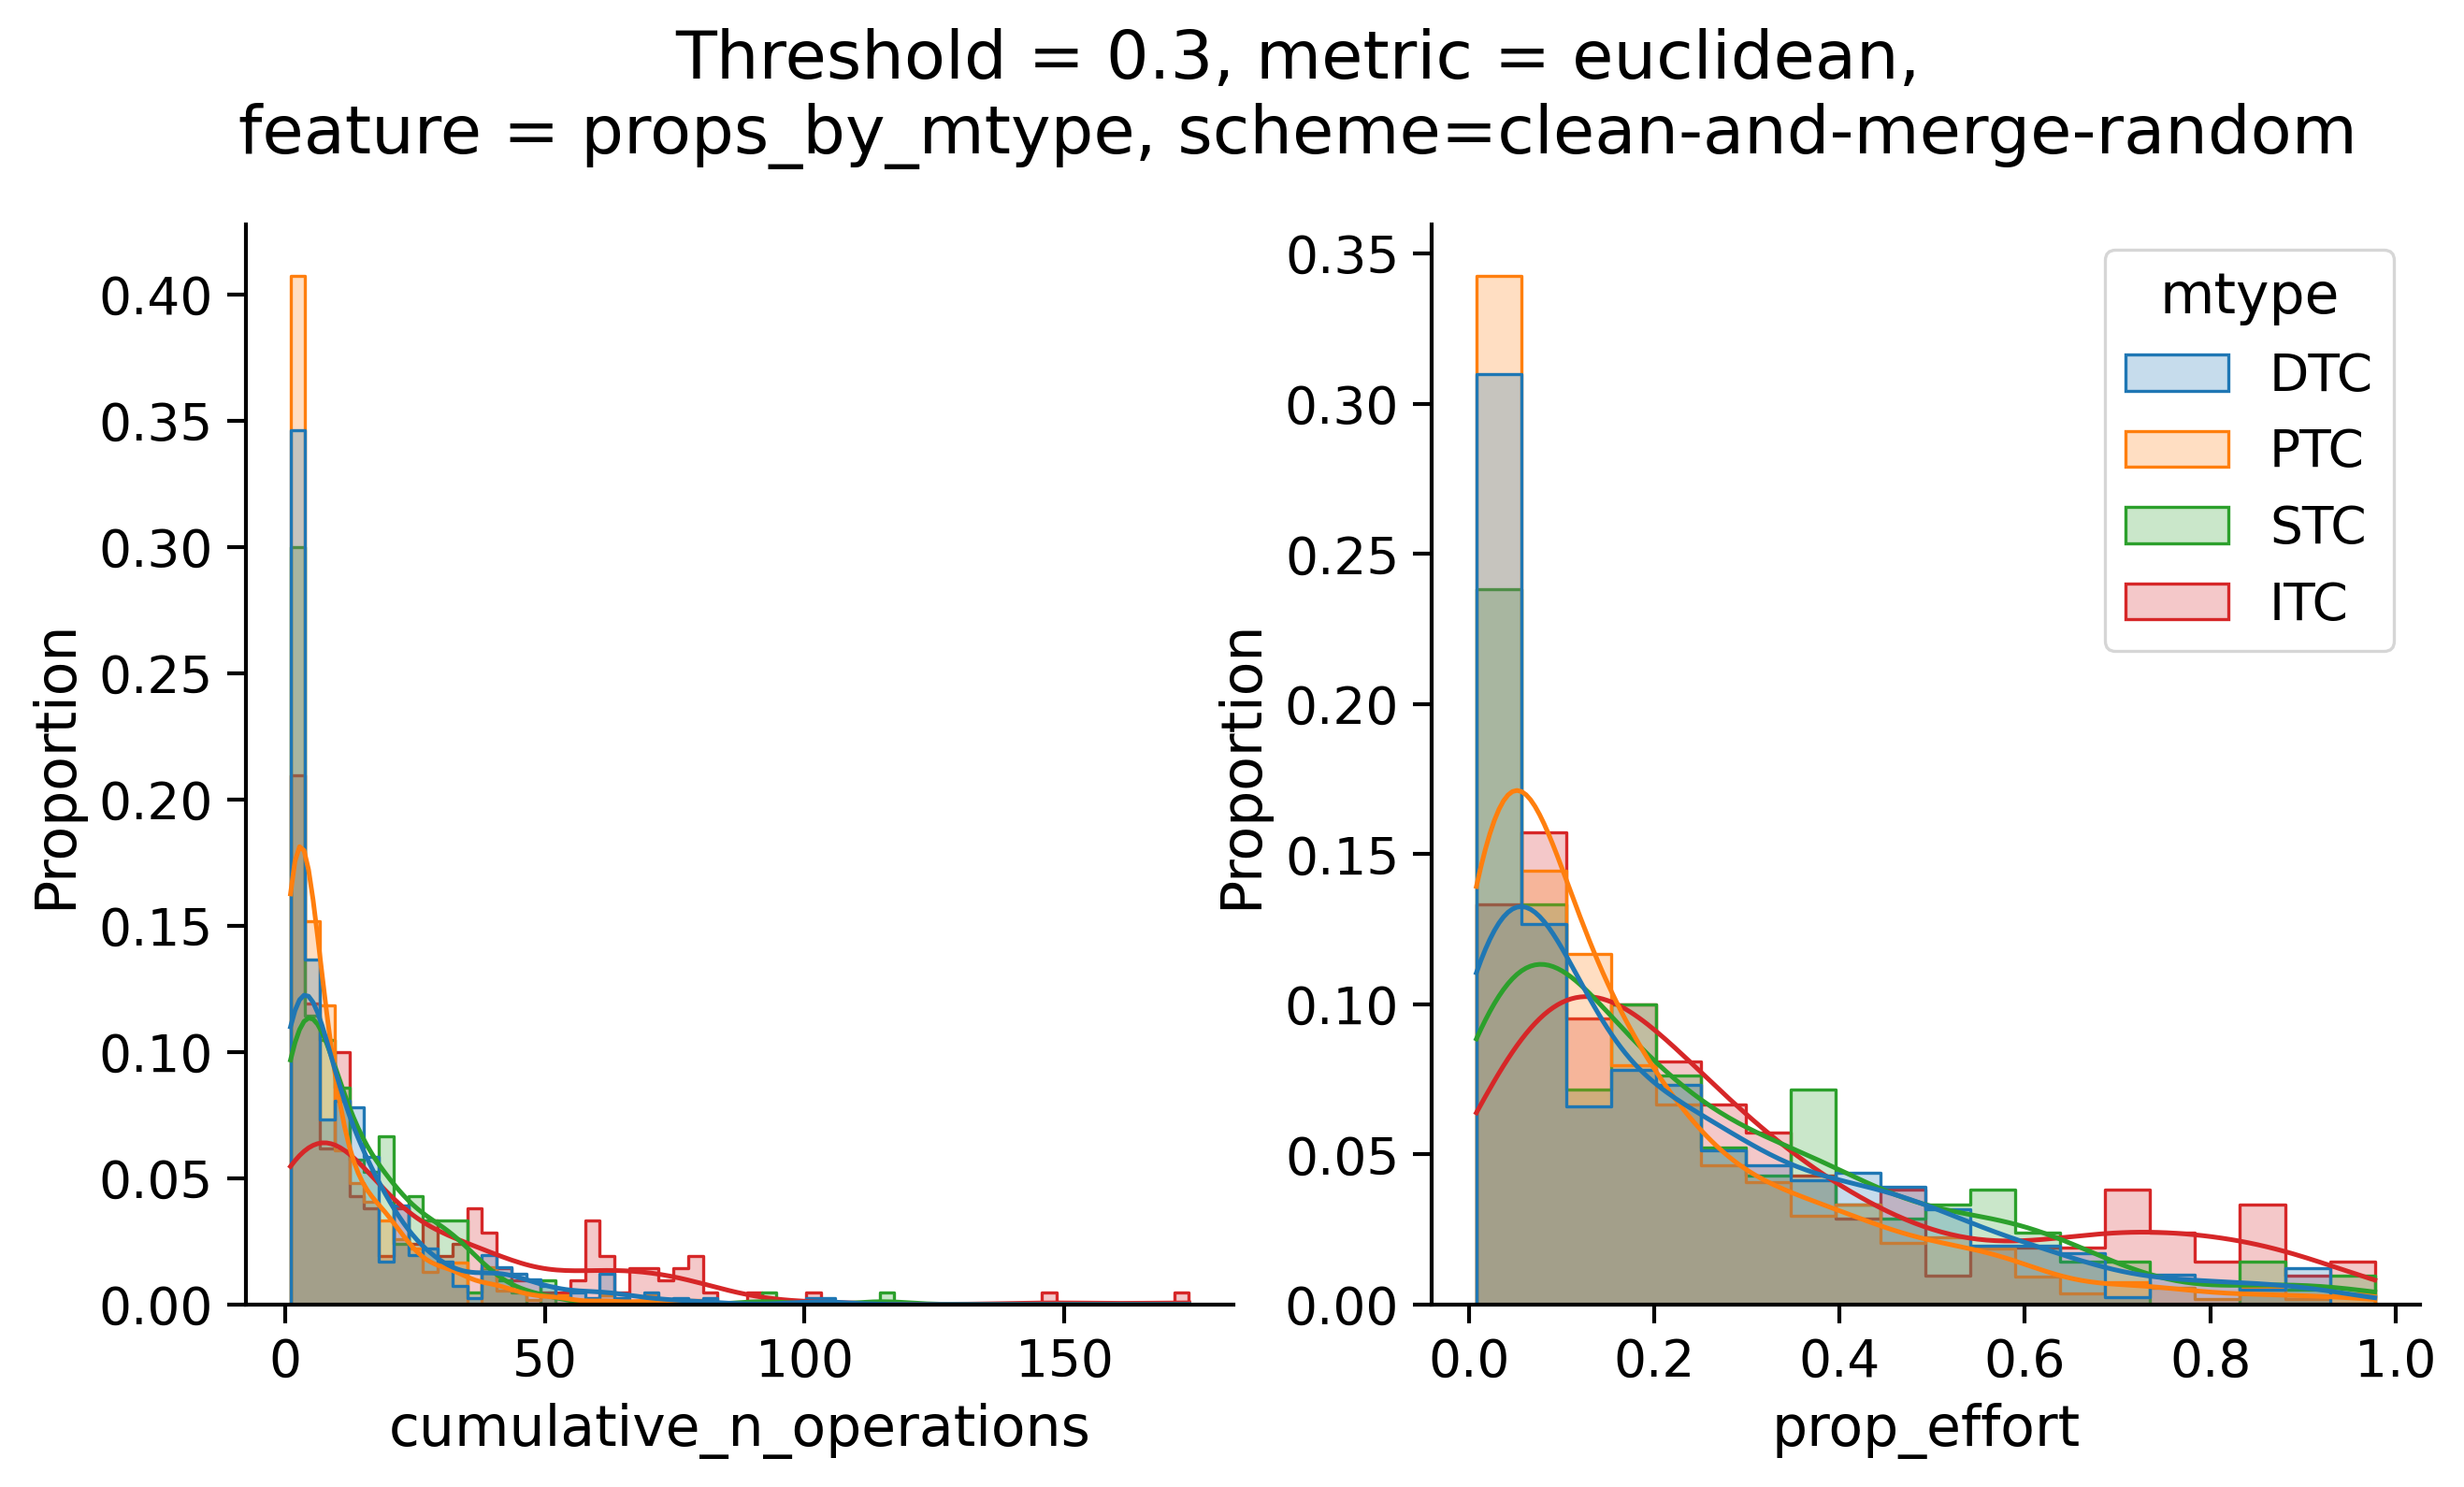 Threshold = 0.3, metric = euclidean,
feature = props_by_mtype, scheme=clean-and-merge-random
Proportion
0.40
0.35
0.30
0.25
0.20
0.15
0.10
0.05
0.00
0
50
100
150
cumulative_n_operations
Proportion
0.35
0.30
0.25
0.20
0.15
0.10
0.05
0.00
0.0
0.2
0.4
0.6
0.8
1.0
prop_effort
mtype
DTC
PTC
STC
ITC